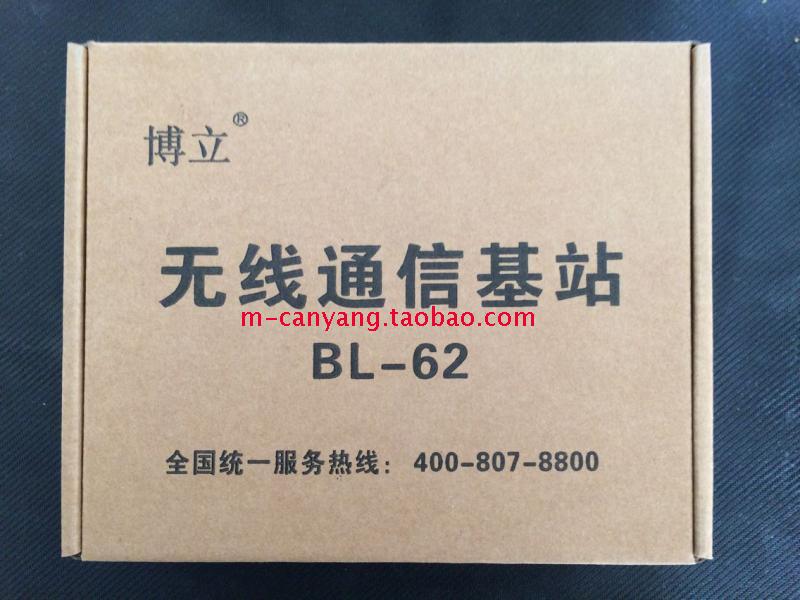 博立®
无线通信基站
m-canyang.taobao.com
BL-62
全国统一服务热线：400-807-8800